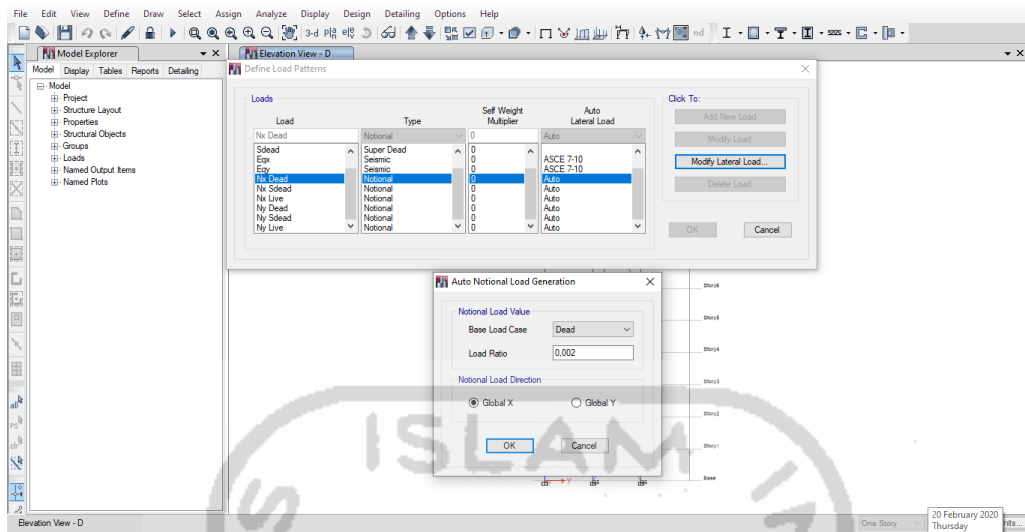 File Edit View Define Draw Select Assign Analyze Display Design Detailing Options Help
3-d
nd
Model Explorer
Model Display Tables Reports Detailing
Model
Project
Structure Layout
Properties
Structural Objects
Groups
Loads
Named Output Items
Named Plots
Elevation View - D
Define Load Patterns
Loads
Click To:
Load Type Self Weight Multiplier Auto Lateral Load
Nx Dead Notional 0 Auto
Sdead Super Dead 0
Eqx Seismic 0 ASCE 7-10
Eqy Seismic 0 ASCE 7-10
Nx Dead Notional 0 Auto
Nx Sdead Notional 0 Auto
Nx Live Notional 0 Auto
Ny Dead Notional 0 Auto
Ny Sdead Notional 0 Auto
Ny Live Notional 0 Auto
Add New Load
Modify Load
Modify Lateral Load...
Delete Load
OK Cancel
Auto Notional Load Generation
Notional Load Value
Base Load Case Dead
Load Ratio 0,002
Notional Load Direction
Global X Global Y
OK Cancel
Story6
Story5
Story4
Story3
Story2
Story1
Base
Y
all
ps
clr
ISLAM
Elevation View - D
One Story
20 February 2020
Thursday
nits...